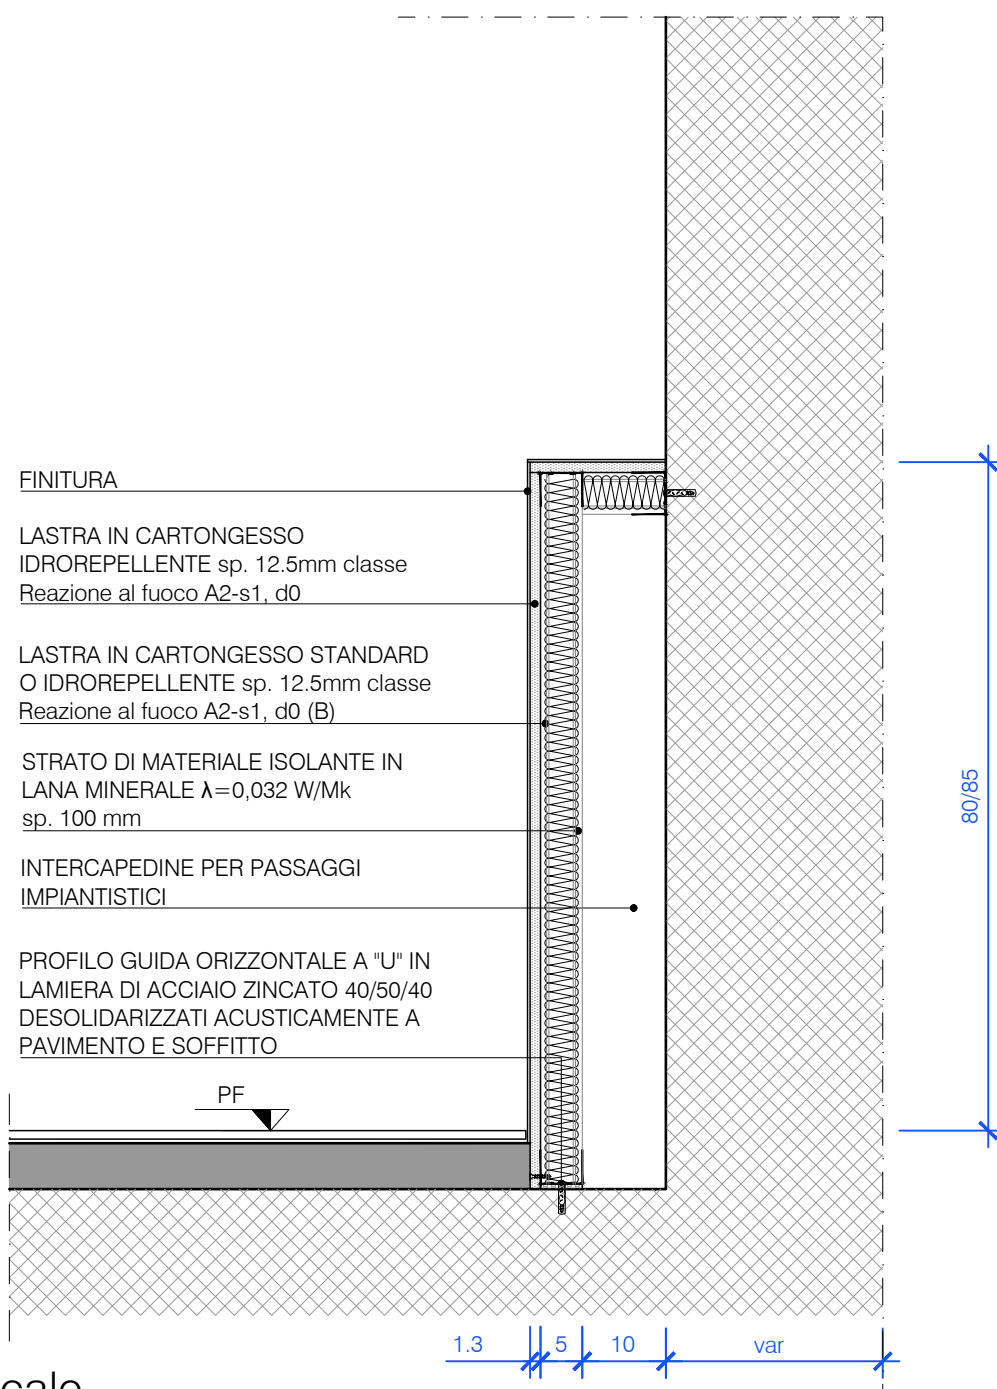 FINITURA
LASTRA IN CARTONGESSO
IDROREPELLENTE sp. 12.5mm classe
Reazione al fuoco A2-s1, d0
LASTRA IN CARTONGESSO STANDARD
O IDROREPELLENTE sp. 12.5mm classe
Reazione al fuoco A2-s1, d0 (B)
STRATO DI MATERIALE ISOLANTE IN
LANA MINERALE λ=0,032 W/Mk
sp. 100 mm
INTERCAPEDINE PER PASSAGGI
IMPIANTISTICI
PROFILO GUIDA ORIZZONTALE A "U" IN
LAMIERA DI ACCIAIO ZINCATO 40/50/40
DESOLIDARIZZATI ACUSTICAMENTE A
PAVIMENTO E SOFFITTO
PF
80/85
1.3 5 10 var